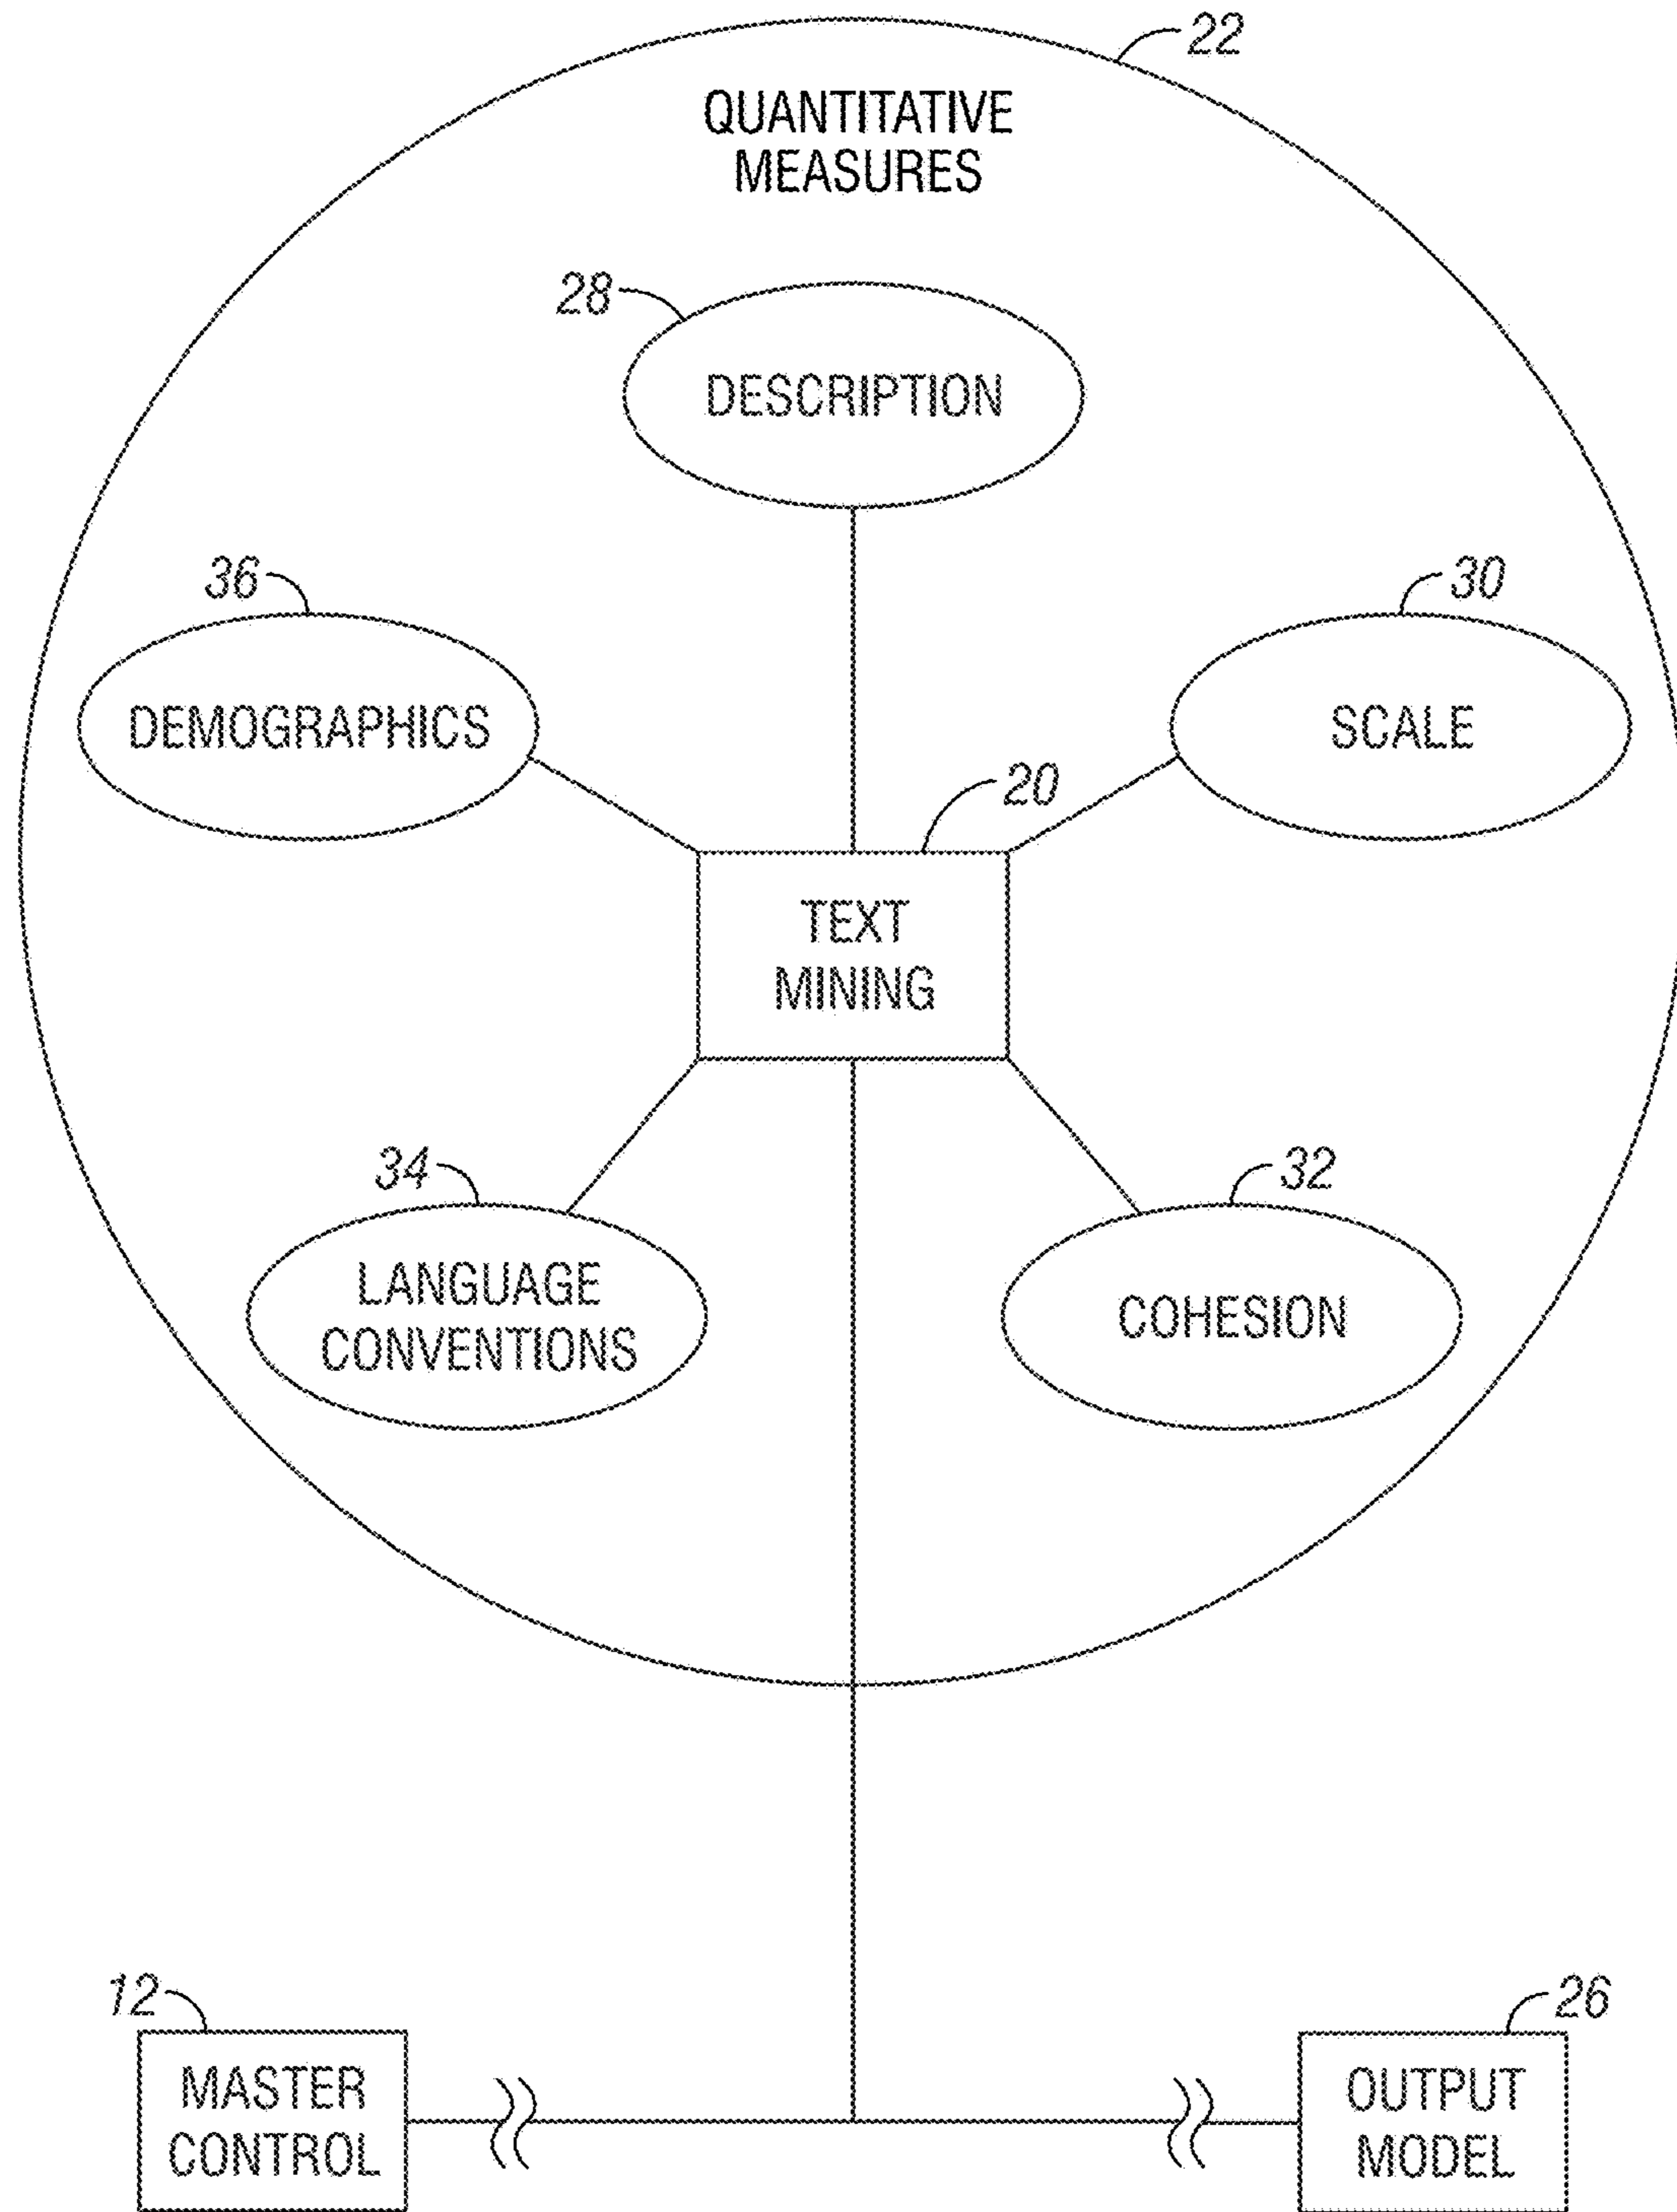 22
QUANTITATIVE
MEASURES
28
DESCRIPTION
36
DEMOGRAPHICS
30
SCALE
20
TEXT
MINING
34
LANGUAGE
CONVENTIONS
32
COHESION
12
MASTER
CONTROL
26
OUTPUT
MODEL